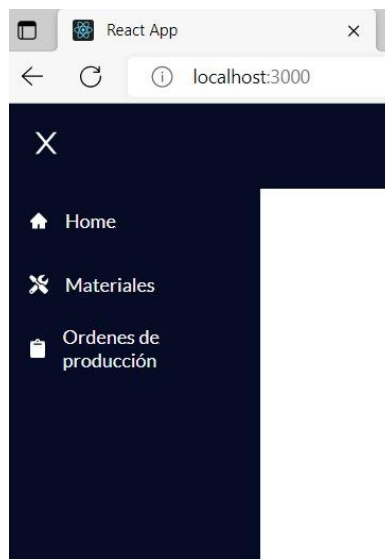 React App
localhost:3000
Home
Materiales
Ordenes de
producción